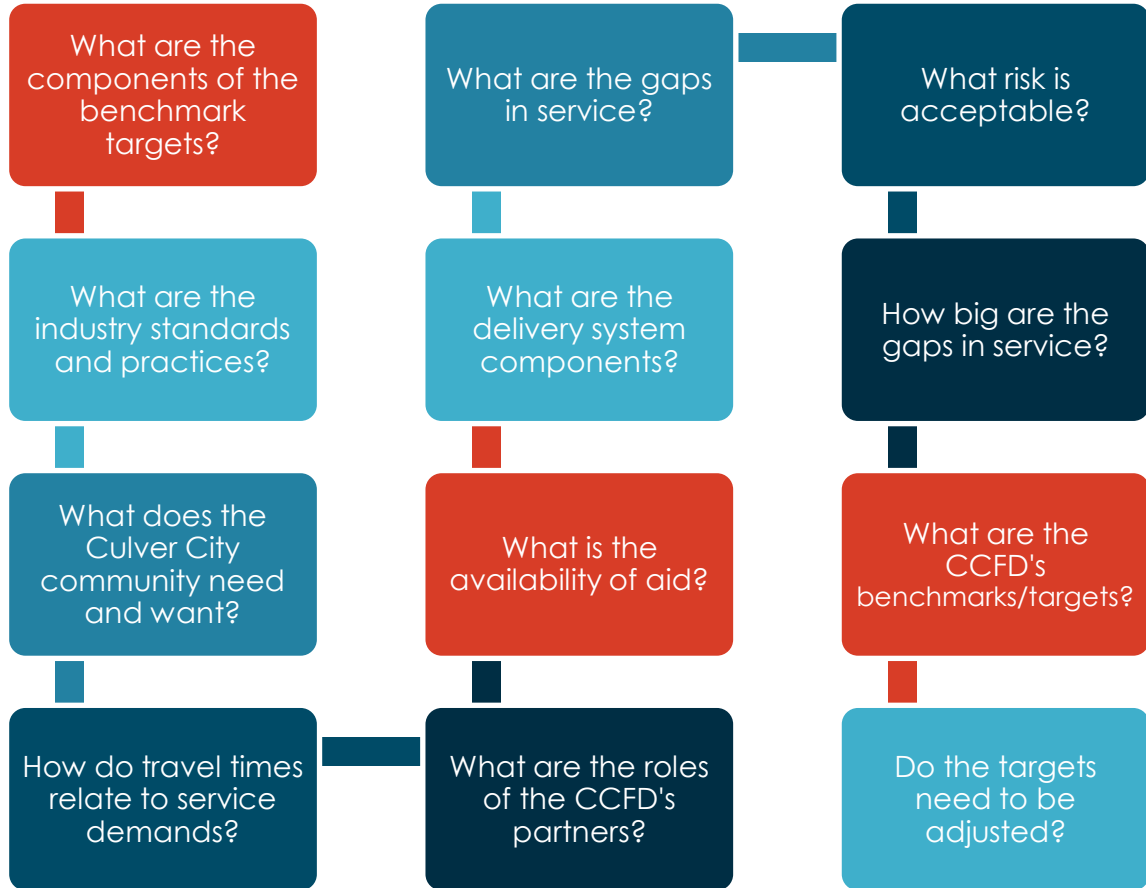 What are the
components of the
benchmark
targets?
What are the
industry standards
and practices?
What does the
Culver City
community need
and want?
How do travel times
relate to service
demands?
What are the roles
of the CCFD's
partners?
What is the
availability of aid?
What are the
delivery system
components?
What are the gaps
in service?
What risk is
acceptable?
How big are the
gaps in service?
What are the
CCFD's
benchmarks/targets?
Do the targets
need to be
adjusted?